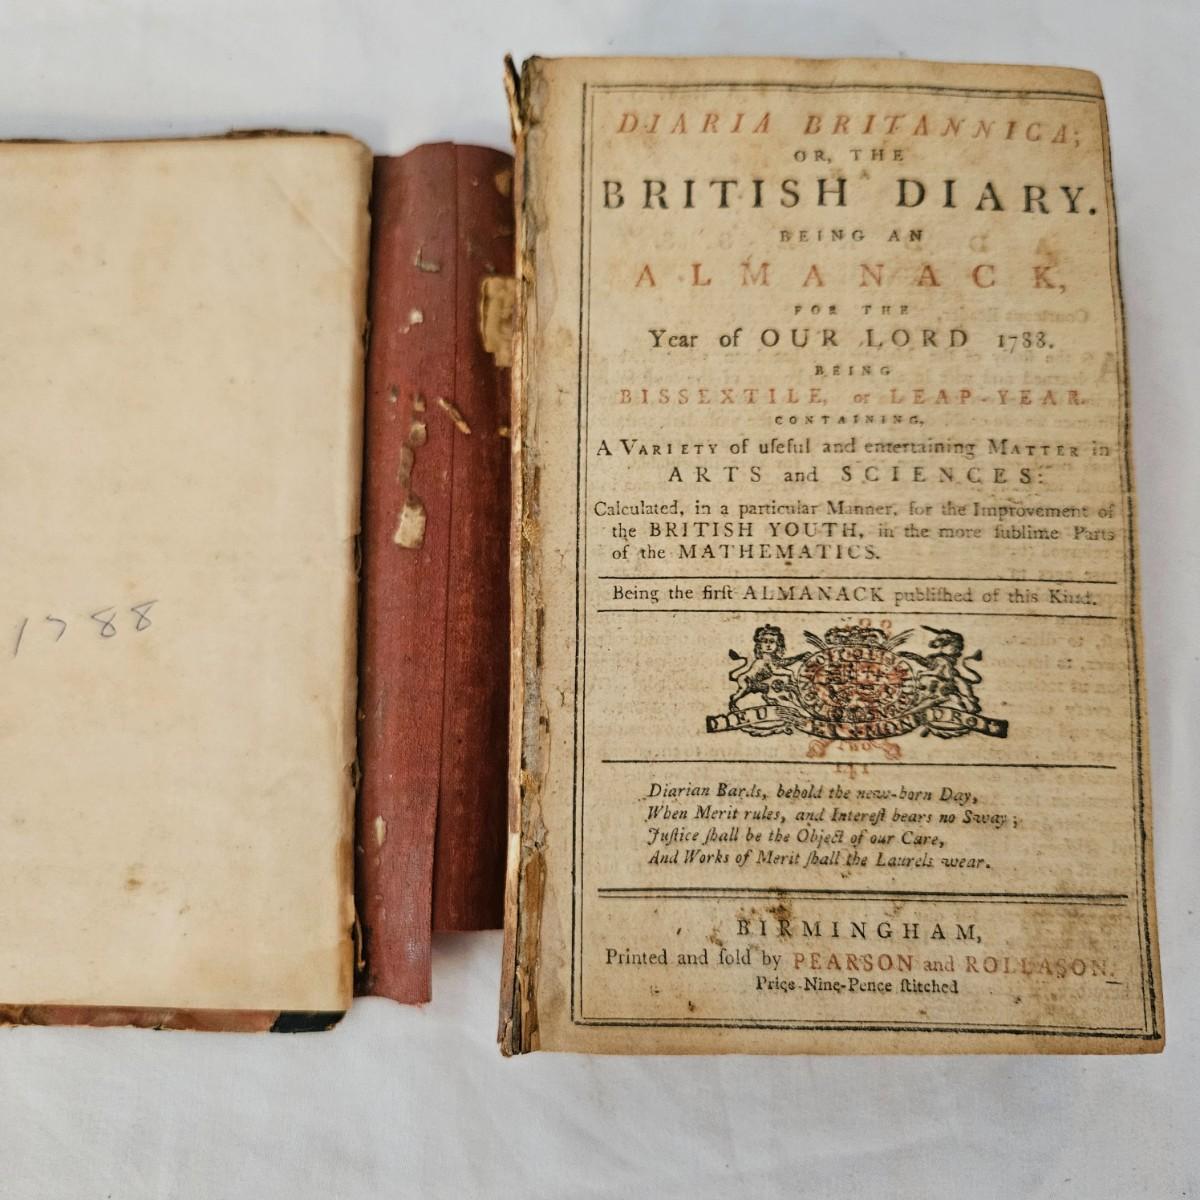 1788
DIARIA BRITANNICA;
OR, THE
BRITISH DIARY.
BEING AN
ALMANACK,
FOR THE
Year of OUR LORD 1788.
BEING
BISSEXTILE, or LEAP-YEAR.
CONTAINING,
A VARIETY of uſeful and entertaining MATTER in
ARTS and SCIENCES:
Calculated, in a particular Manner, for the Improvement of
the BRITISH YOUTH, in the more ſublime Parts
of the MATHEMATICS.
Being the firſt ALMANACK publiſhed of this Kind.
DIEU ET MON DROIT
Diarian Bards, behold the new-born Day,
When Merit rules, and Intereſt bears no Sway;
Juſtice ſhall be the Object of our Care,
And Works of Merit ſhall the Laurels wear.
BIRMINGHAM,
Printed and ſold by PEARSON and ROLLASON.
Price Nine-Pence ſtitched